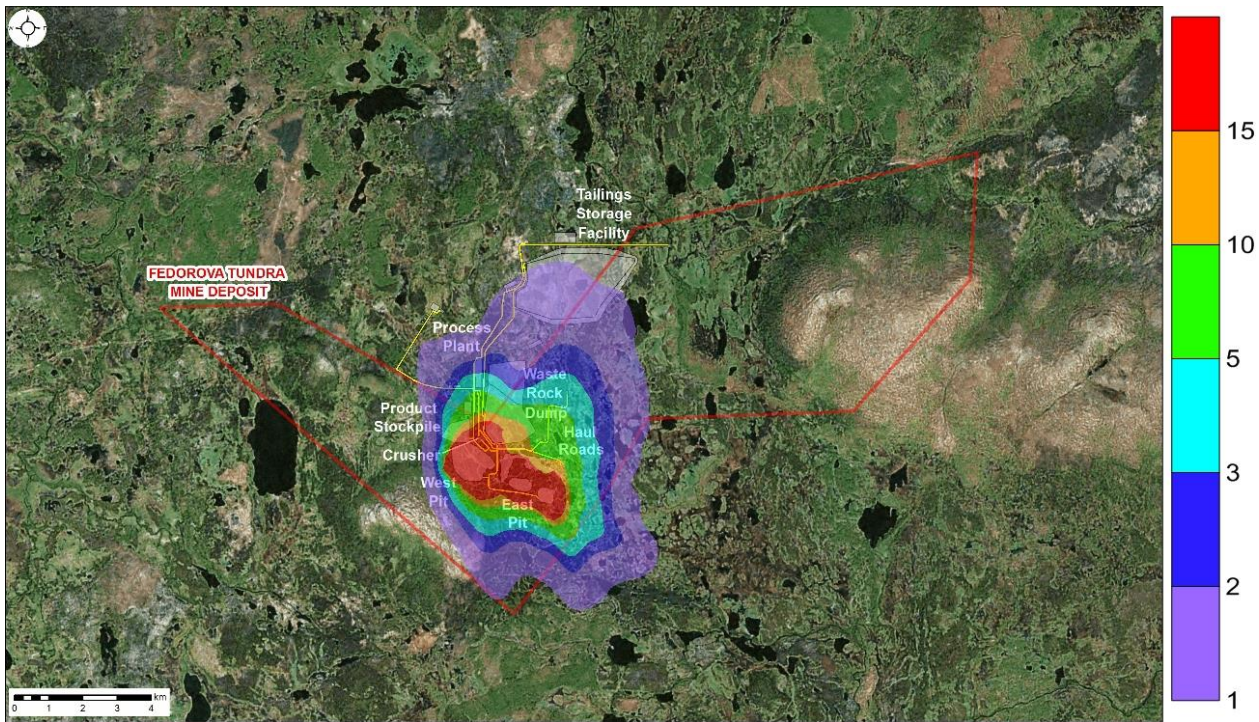 Tailings
Storage
Facility
FEDOROVA TUNDRA
MINE DEPOSIT
Process
Plant
Waste
Rock
Dump
Product
Stockpile
Haul
Roads
Crusher
West
Pit
East
Pit
km
0 1 2 3 4
15
10
5
3
2
1